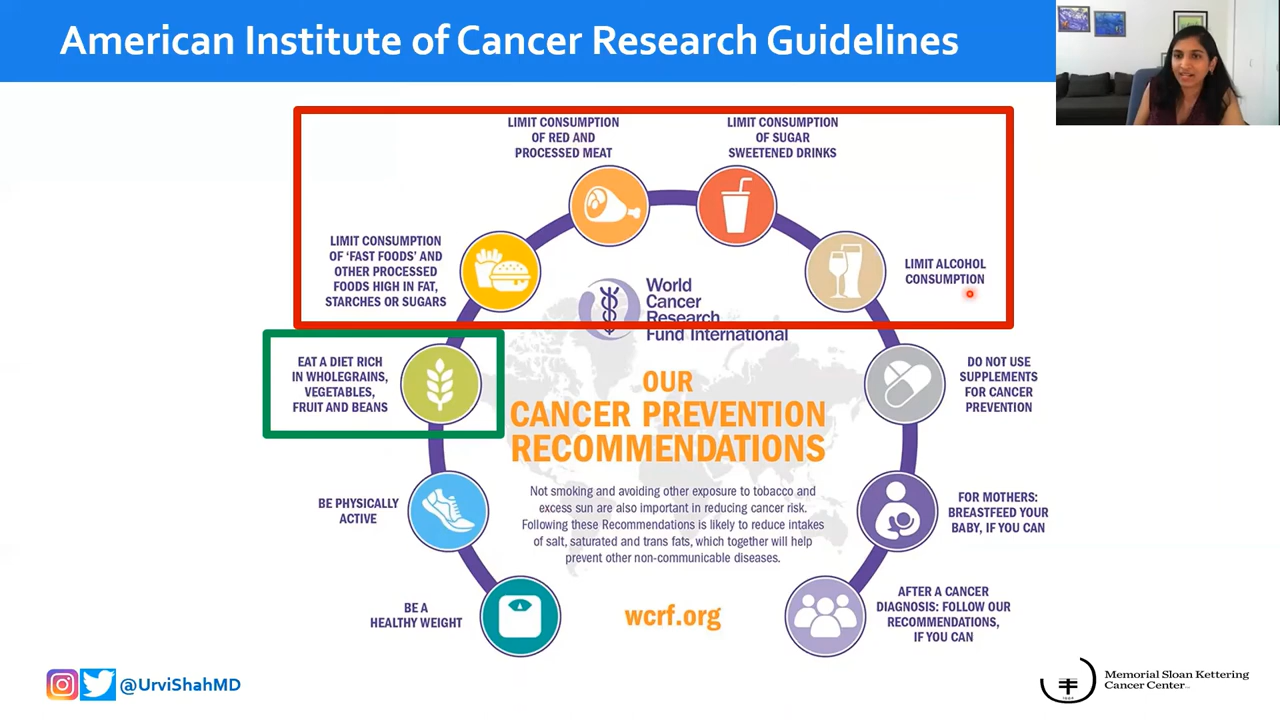 American Institute of Cancer Research Guidelines
LIMIT CONSUMPTION
OF RED AND
PROCESSED MEAT
LIMIT CONSUMPTION
OF SUGAR
SWEETENED DRINKS
LIMIT CONSUMPTION
OF ‘FAST FOODS’ AND
OTHER PROCESSED
FOODS HIGH IN FAT,
STARCHES OR SUGARS
LIMIT ALCOHOL
CONSUMPTION
World
Cancer
Research
Fund International
EAT A DIET RICH
IN WHOLEGRAINS,
VEGETABLES,
FRUIT AND BEANS
DO NOT USE
SUPPLEMENTS
FOR CANCER
PREVENTION
OUR
CANCER PREVENTION
RECOMMENDATIONS
Not smoking and avoiding other exposure to tobacco and
excess sun are also important in reducing cancer risk.
Following these Recommendations is likely to reduce intakes
of salt, saturated and trans fats, which together will help
prevent other non-communicable diseases.
BE PHYSICALLY
ACTIVE
FOR MOTHERS:
BREASTFEED YOUR
BABY, IF YOU CAN
BE A
HEALTHY WEIGHT
wcrf.org
AFTER A CANCER
DIAGNOSIS: FOLLOW OUR
RECOMMENDATIONS,
IF YOU CAN
@UrviShahMD
Memorial Sloan Kettering
Cancer Center